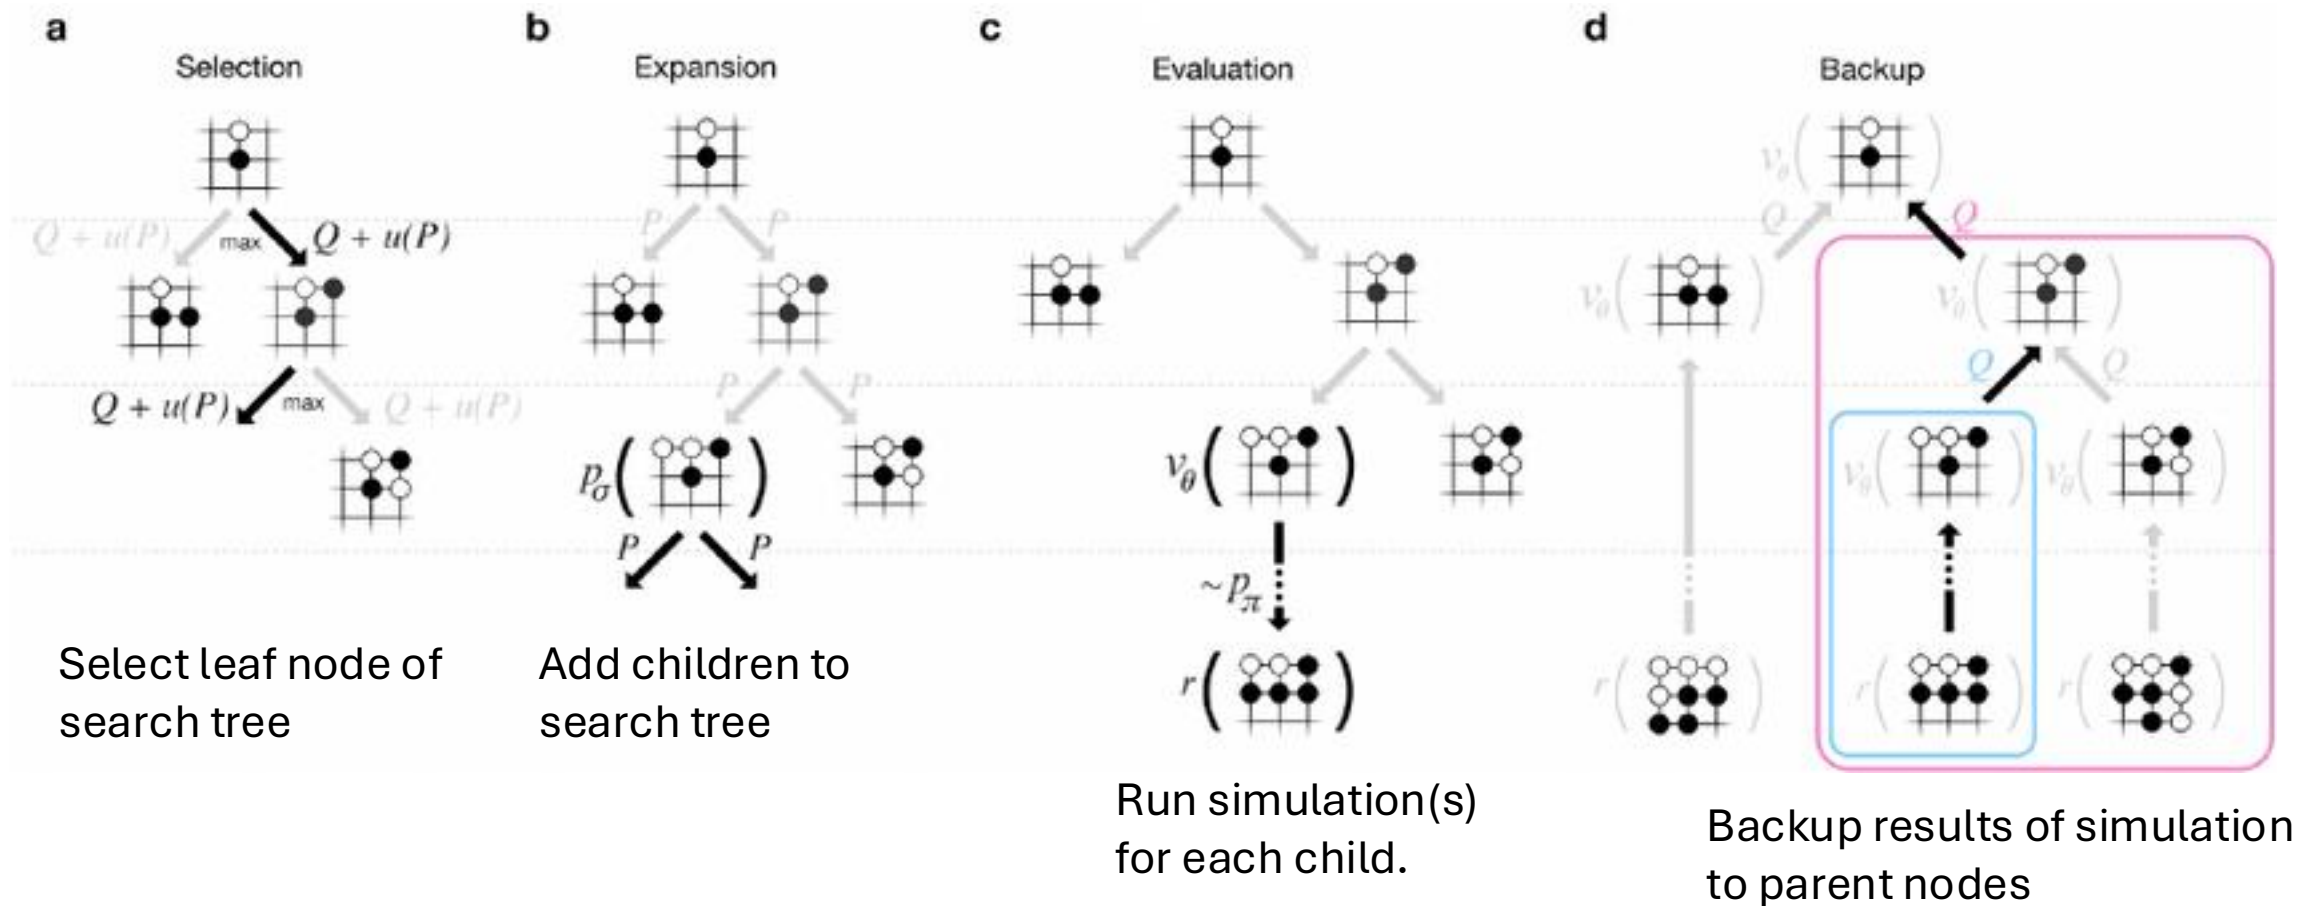 a
Selection
Q + u(P)
max
Q + u(P)
Q + u(P)
max
Q + u(P)
Select leaf node of
search tree
b
Expansion
P
P
P
P
pσ( )
P
P
Add children to
search tree
c
Evaluation
vθ( )
~pπ
r( )
Run simulation(s)
for each child.
d
Backup
vθ( )
Q
Q
vθ( )
vθ( )
Q
Q
vθ( )
vθ( )
r( )
r( )
r( )
Backup results of simulation
to parent nodes